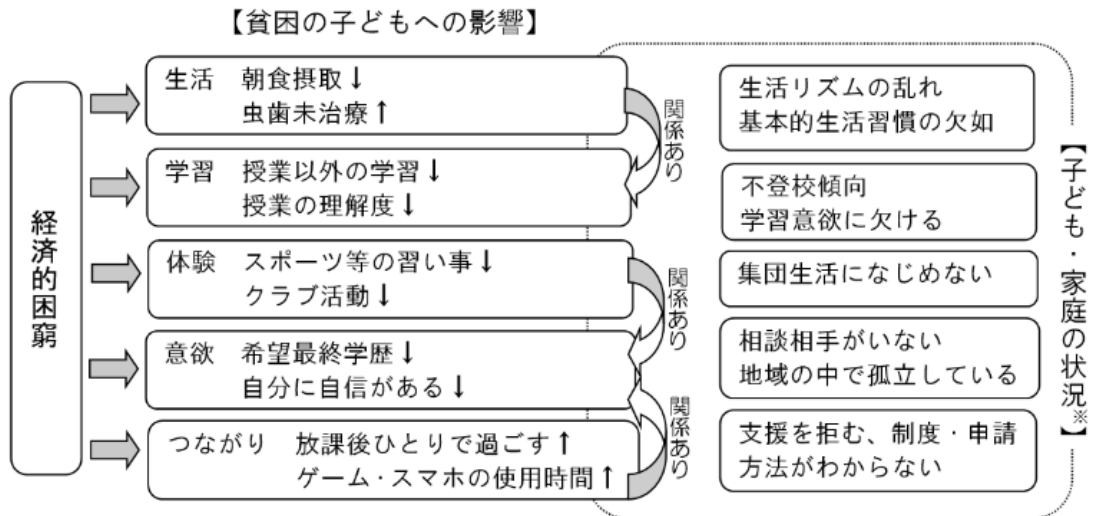 【貧困の子どもへの影響】
経済的困窮
生活 朝食摂取↓
虫歯未治療↑
学習 授業以外の学習↓
授業の理解度↓
体験 スポーツ等の習い事↓
クラブ活動↓
意欲 希望最終学歴↓
自分に自信がある↓
つながり 放課後ひとりで過ごす↑
ゲーム・スマホの使用時間↑
関係あり
関係あり
関係あり
生活リズムの乱れ
基本的生活習慣の欠如
不登校傾向
学習意欲に欠ける
集団生活になじめない
相談相手がいない
地域の中で孤立している
支援を拒む、制度・申請
方法がわからない
【子ども・家庭の状況※】